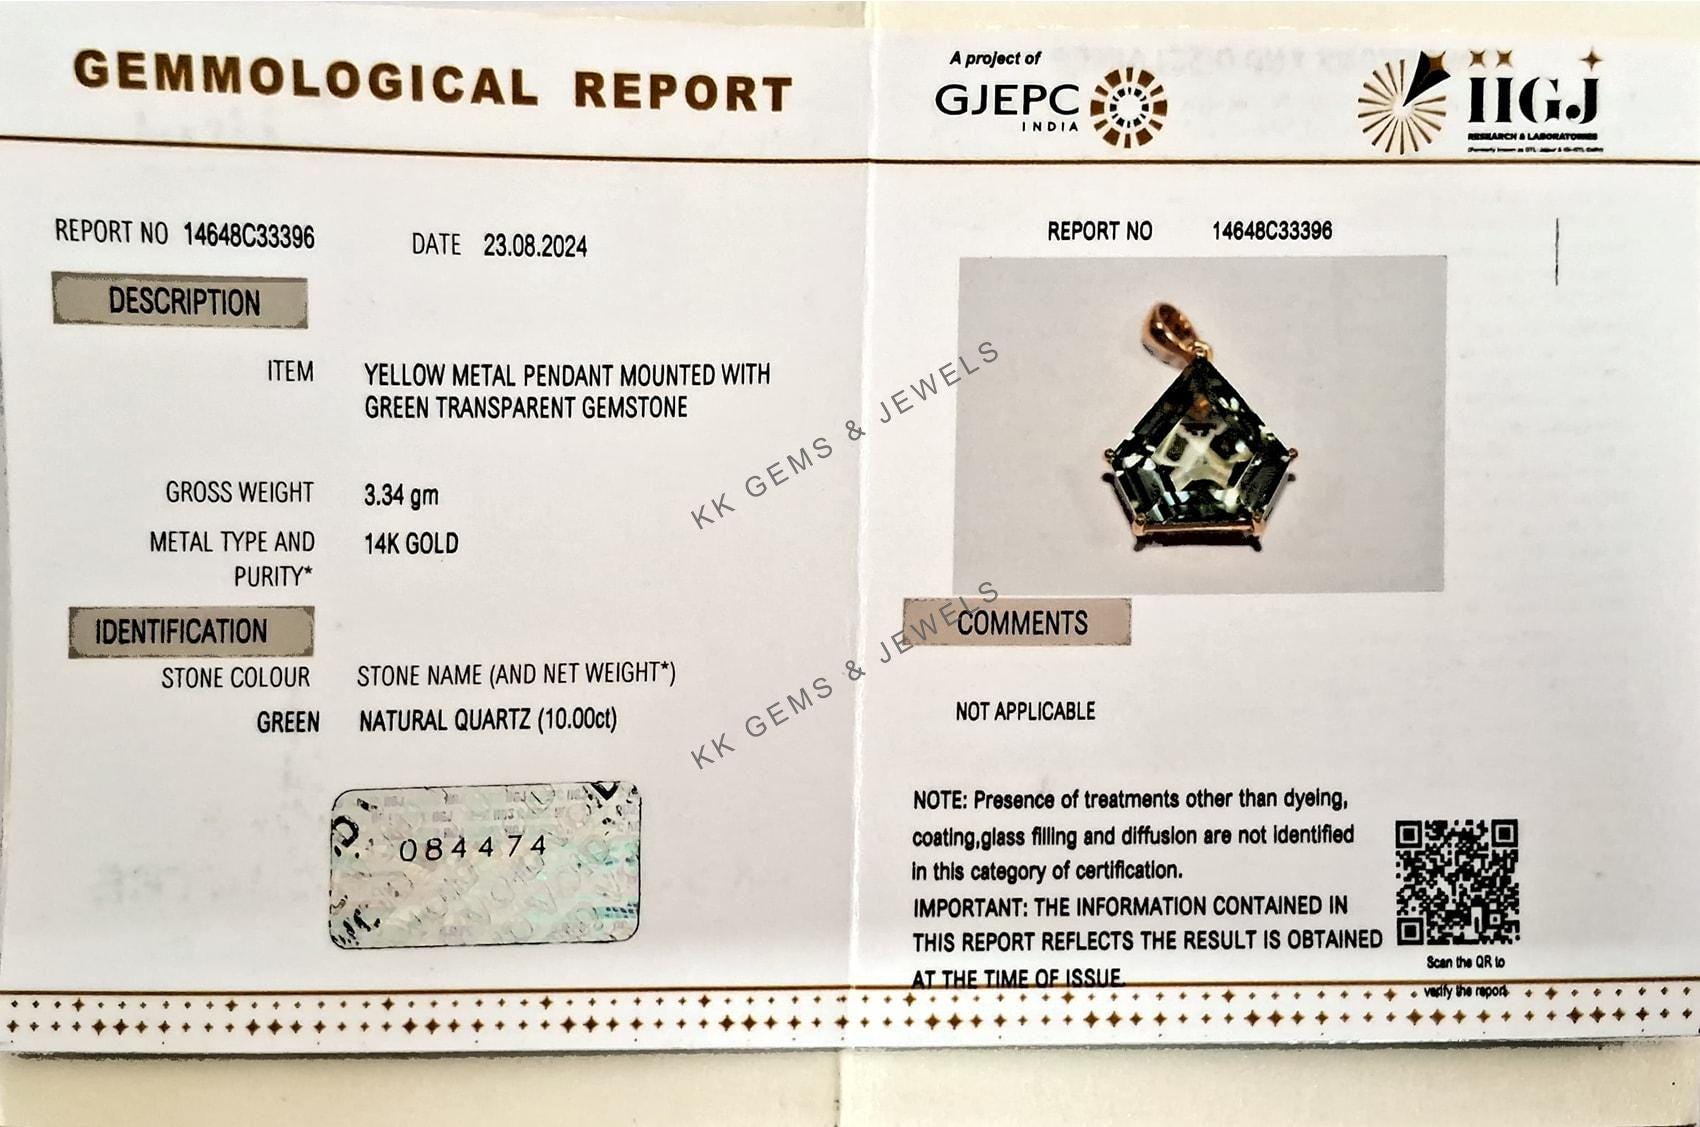 GEMMOLOGICAL REPORT
A project of
GJEPC
INDIA
IIGJ
RESEARCH & LABORATORIES
REPORT NO 14648C33396
DATE 23.08.2024
DESCRIPTION
ITEM YELLOW METAL PENDANT MOUNTED WITH
GREEN TRANSPARENT GEMSTONE
GROSS WEIGHT 3.34 gm
METAL TYPE AND 14K GOLD
PURITY*
IDENTIFICATION
STONE COLOUR STONE NAME (AND NET WEIGHT*)
GREEN NATURAL QUARTZ (10.00ct)
084474
REPORT NO 14648C33396
KK GEMS & JEWELS
KK GEMS & JEWELS
COMMENTS
NOT APPLICABLE
NOTE: Presence of treatments other than dyeing,
coating,glass filling and diffusion are not identified
in this category of certification.
IMPORTANT: THE INFORMATION CONTAINED IN
THIS REPORT REFLECTS THE RESULT IS OBTAINED
AT THE TIME OF ISSUE.
Scan the QR to
verify the report